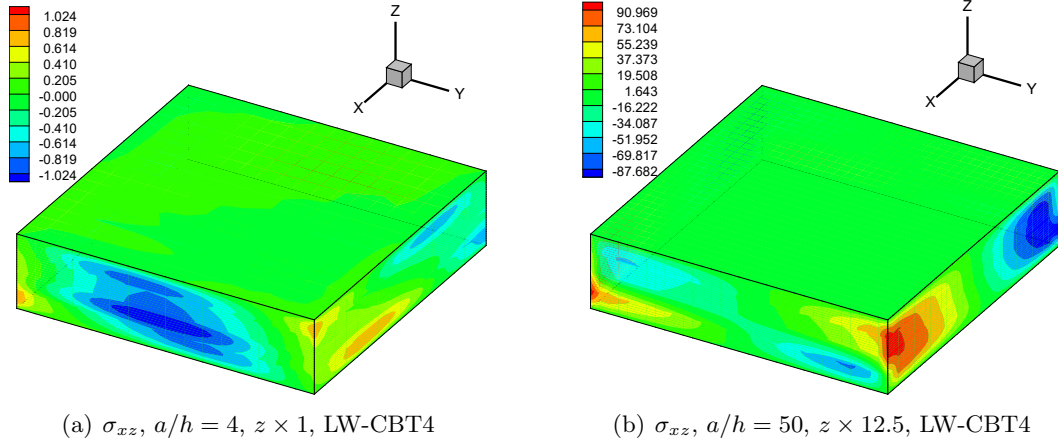 1.024
0.819
0.614
0.410
0.205
-0.000
-0.205
-0.410
-0.614
-0.819
-1.024
Z
X
Y
(a) σxz, a/h = 4, z × 1, LW-CBT4
90.969
73.104
55.239
37.373
19.508
1.643
-16.222
-34.087
-51.952
-69.817
-87.682
Z
X
Y
(b) σxz, a/h = 50, z × 12.5, LW-CBT4